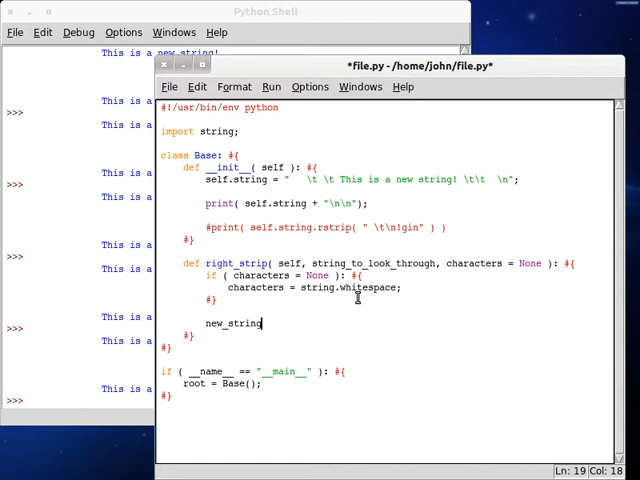 Python Shell
File Edit Debug Options Windows Help
This is a new string!
This is a
>>>
This is a
This is a
>>>
This is a
This is a
>>>
This is a
This is a
>>>
This is a
This is a
>>>
*file.py - /home/john/file.py*
File Edit Format Run Options Windows Help
#!/usr/bin/env python
import string;
class Base: #{
def __init__( self ): #{
self.string = "   \t \t This is a new string! \t\t  \n";
print( self.string + "\n\n");
#print( self.string.rstrip( " \t\n!gin" ) )
#}
def right_strip( self, string_to_look_through, characters = None ): #{
if ( characters = None ): #{
characters = string.whitespace;
#}
new_string
#}
#}
if ( __name__ == "__main__" ): #{
root = Base();
#}
Ln: 19 Col: 18